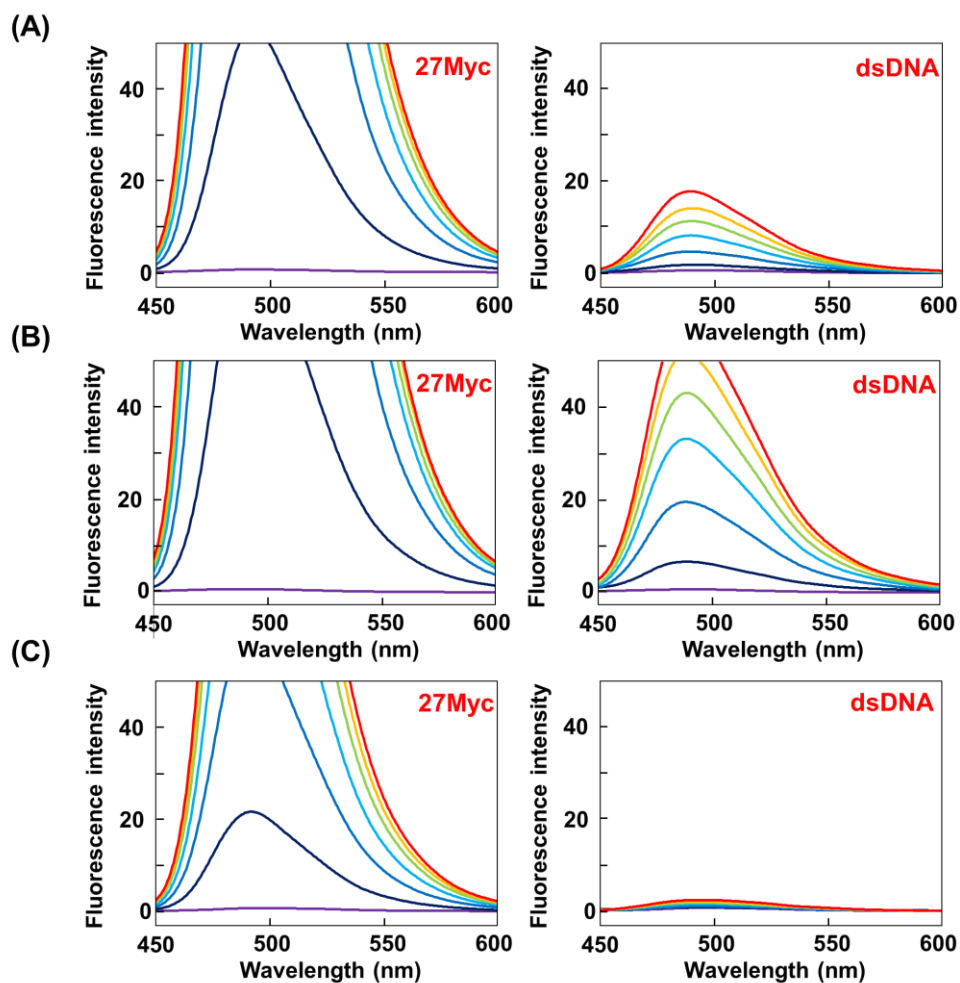 (A)
27Myc
dsDNA
Fluorescence intensity
40
20
0
450 500 550 600
Wavelength (nm)
Fluorescence intensity
40
20
0
450 500 550 600
Wavelength (nm)
(B)
27Myc
dsDNA
Fluorescence intensity
40
20
0
450 500 550 600
Wavelength (nm)
Fluorescence intensity
40
20
0
450 500 550 600
Wavelength (nm)
(C)
27Myc
dsDNA
Fluorescence intensity
40
20
0
450 500 550 600
Wavelength (nm)
Fluorescence intensity
40
20
0
450 500 550 600
Wavelength (nm)